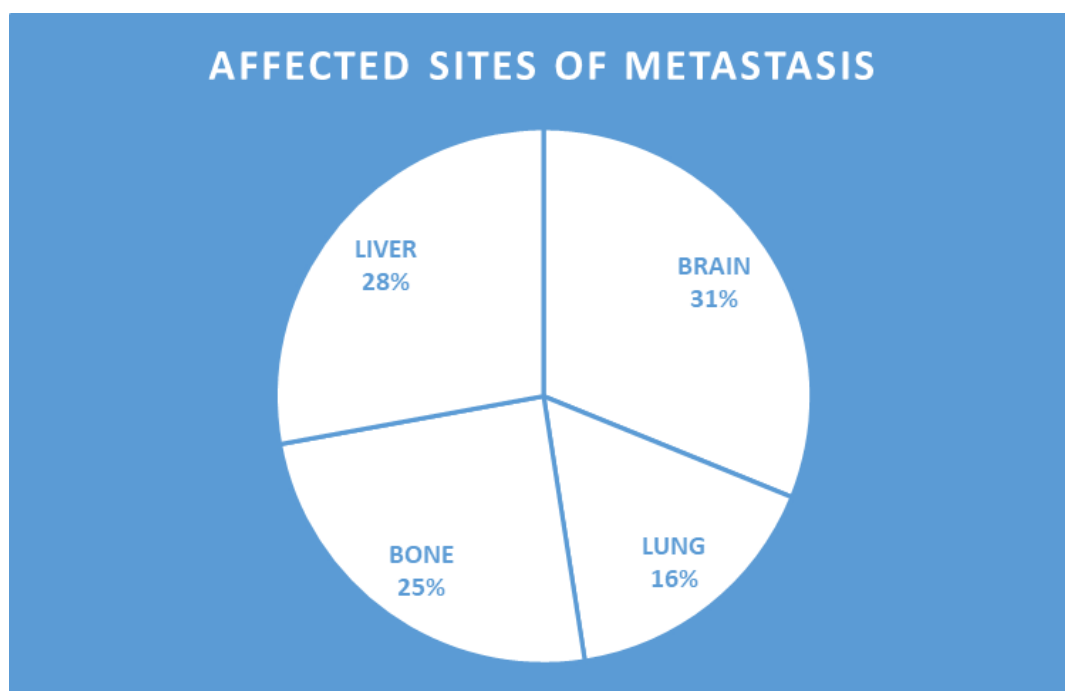 AFFECTED SITES OF METASTASIS
LIVER
28%
BRAIN
31%
BONE
25%
LUNG
16%